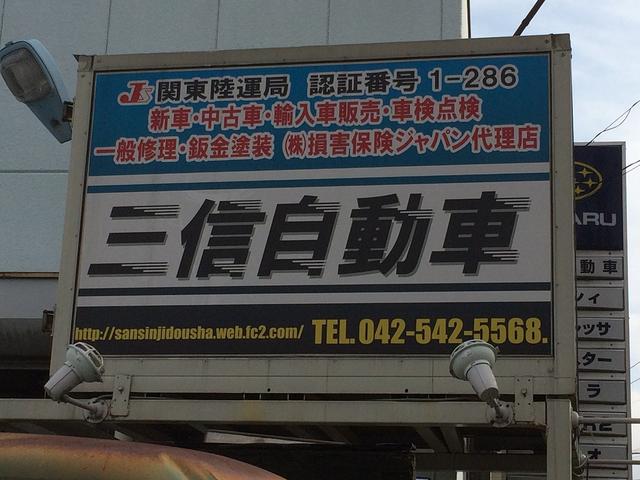 JS 関東陸運局 認証番号 1-286
新車・中古車・輸入車販売・車検点検
一般修理・鈑金塗装 ㈱損害保険ジャパン代理店
三信自動車
http://sansinjidousha.web.fc2.com/ TEL.042-542-5568.
ARU
動車
ィ
ッサ
ター
ラ
R2
オ